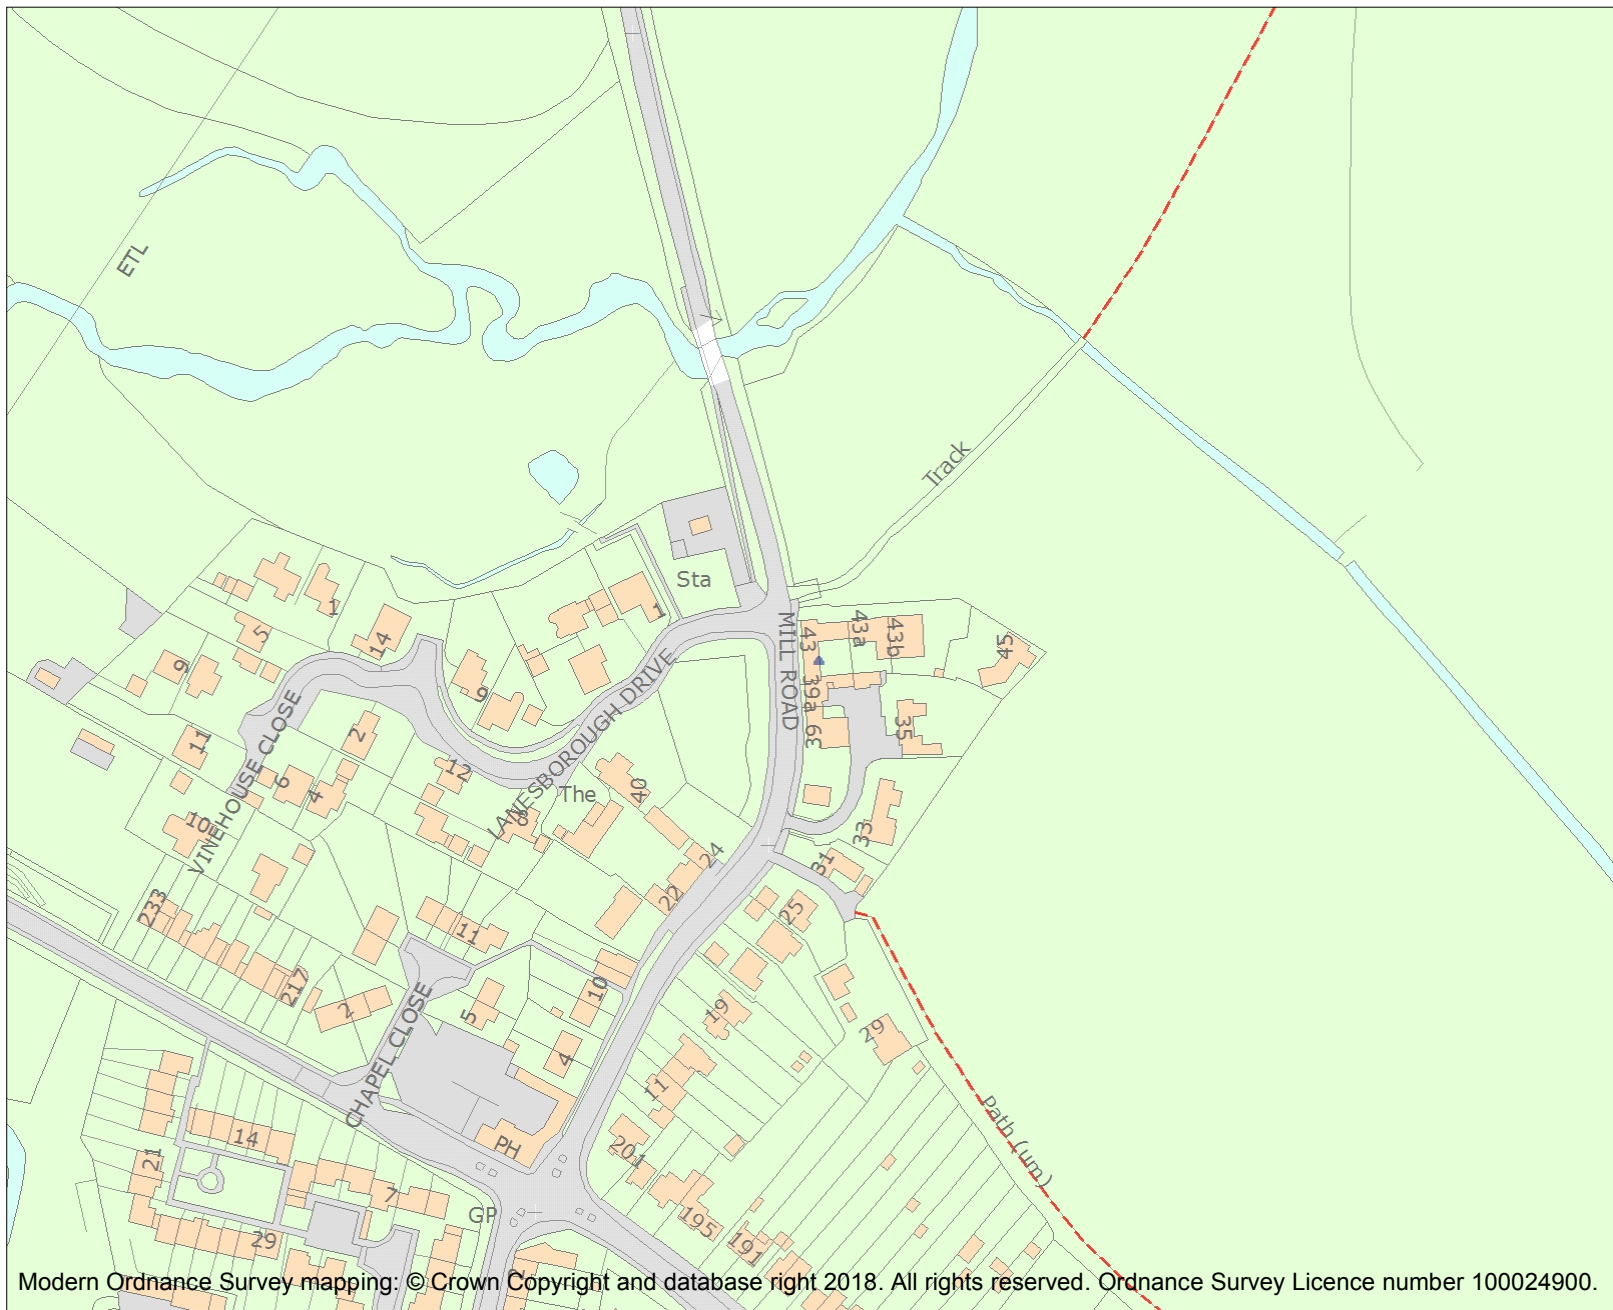 ETL
Track
Sta
1
1
14
5
9
9
MILL ROAD
43
43a
43b
45
39a
39
35
LANESBOROUGH DRIVE
VINEHOUSE CLOSE
11
2
6
4
12
The
40
8
10
33
31
24
22
25
233
11
217
2
10
5
19
29
4
11
CHAPEL CLOSE
Path (um)
PH
201
14
21
7
GP
195
191
29
2
Modern Ordnance Survey mapping: © Crown Copyright and database right 2018. All rights reserved. Ordnance Survey Licence number 100024900.